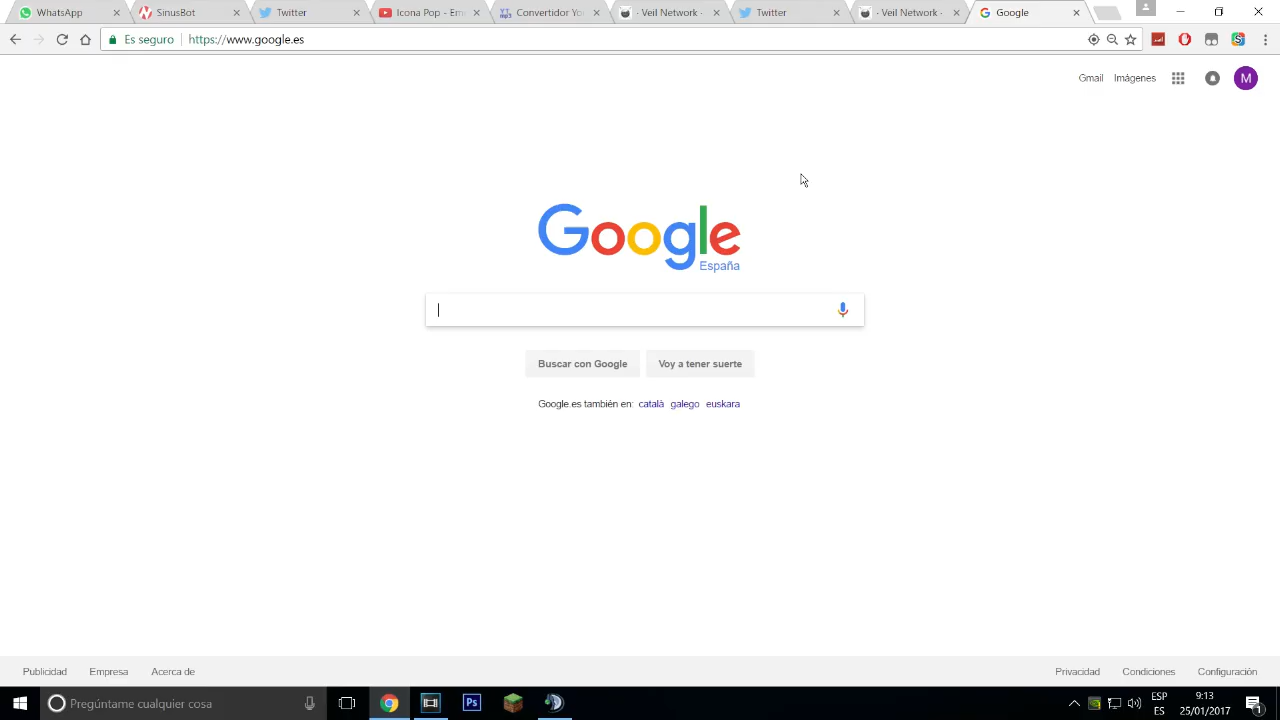 WhatsApp
SinusBot
Twitter
Icona Pop - Em
Convertidor Yo
- Veil Network -
Twitter
- Veil Network -
Google
Es seguro
https://www.google.es
Gmail
Imágenes
M
Google
España
Buscar con Google
Voy a tener suerte
Google.es también en: català galego euskara
Publicidad
Empresa
Acerca de
Privacidad
Condiciones
Configuración
Pregúntame cualquier cosa
Ps
ESP
ES
9:13
25/01/2017
1